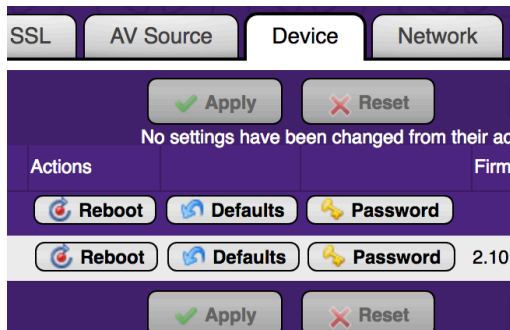 SSL AV Source Device Network
Apply Reset
No settings have been changed from their
Actions Firm
Reboot Defaults Password
Reboot Defaults Password 2.10
Apply Reset